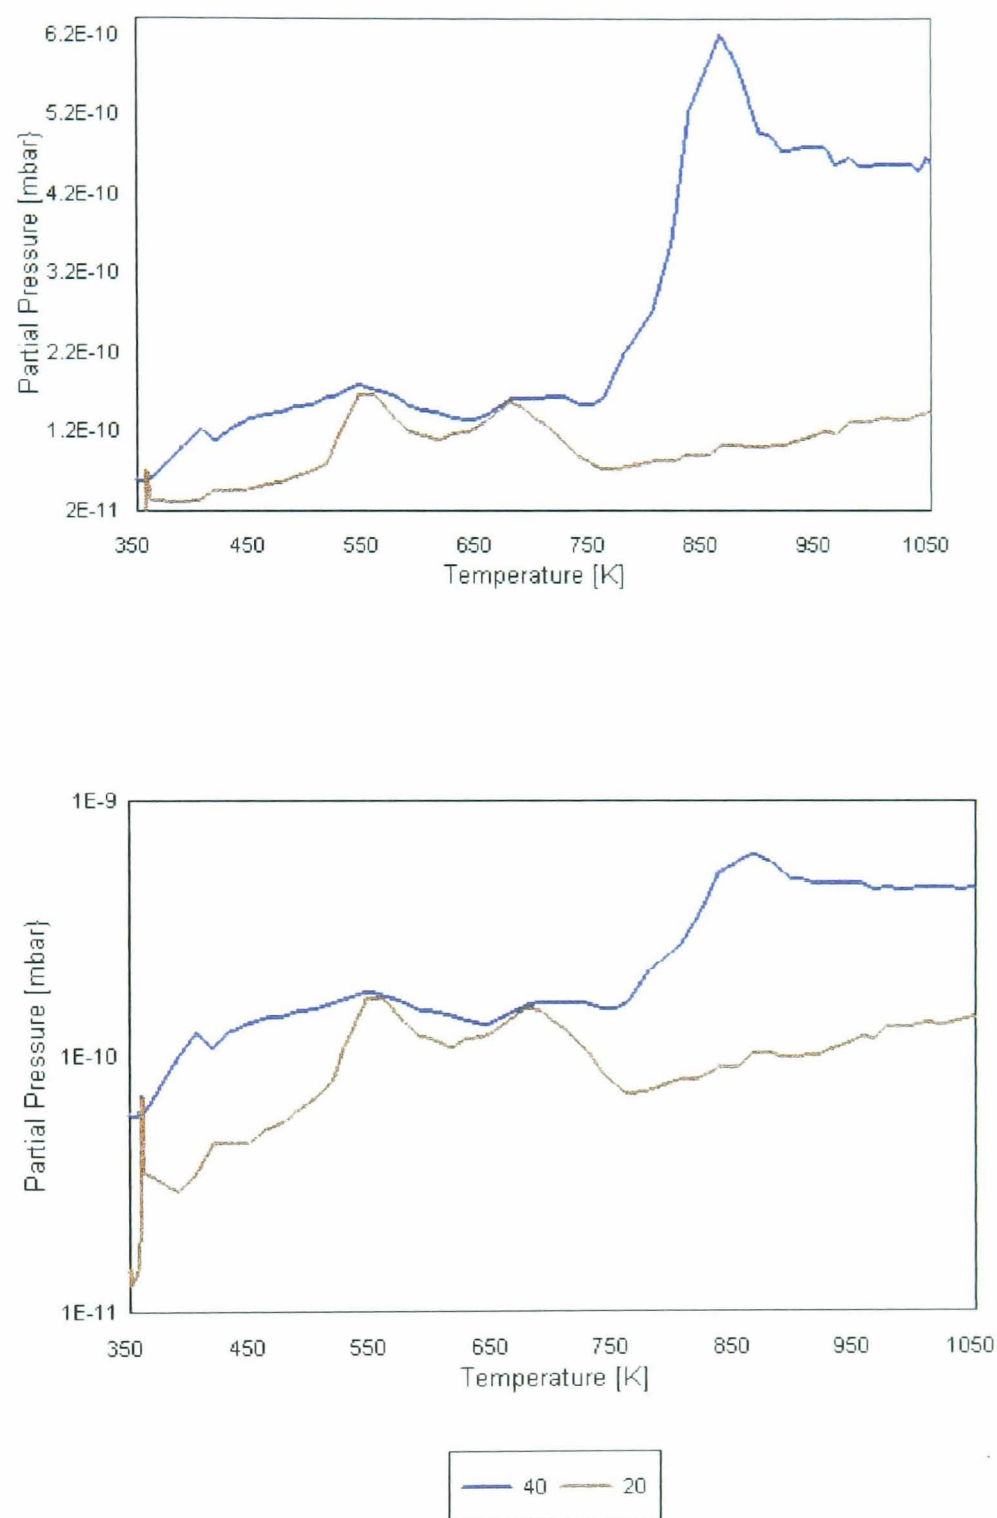 6.2E-10
5.2E-10
4.2E-10
3.2E-10
2.2E-10
1.2E-10
2E-11
Partial Pressure [mbar}
350 450 550 650 750 850 950 1050
Temperature [K]
1E-9
1E-10
1E-11
Partial Pressure [mbar}
350 450 550 650 750 850 950 1050
Temperature [K]
40 20